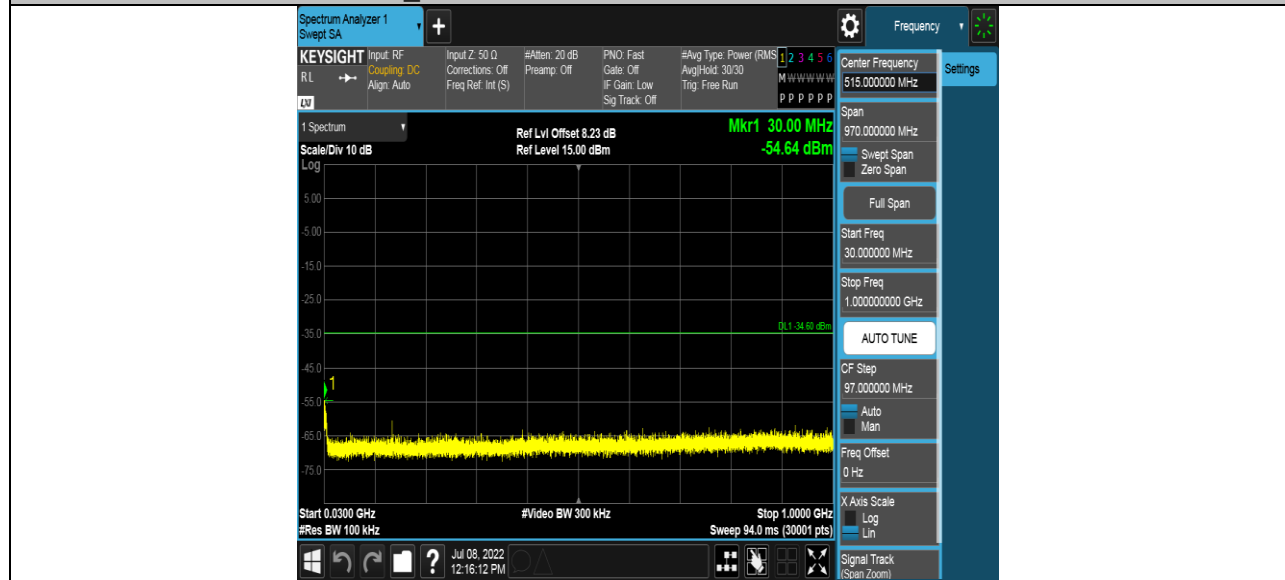 Spectrum Analyzer 1
Swept SA
+
Frequency
KEYSIGHT
RL
LXI
Input: RF
Coupling: DC
Align: Auto
Input Z: 50 Ω
Corrections: Off
Freq Ref: Int (S)
#Atten: 20 dB
Preamp: Off
PNO: Fast
Gate: Off
IF Gain: Low
Sig Track: Off
#Avg Type: Power (RMS
Avg|Hold: 30/30
Trig: Free Run
1 2 3 4 5 6
M W W W W W
P P P P P P
1 Spectrum
Scale/Div 10 dB
Log
Ref Lvl Offset 8.23 dB
Ref Level 15.00 dBm
Mkr1 30.00 MHz
-54.64 dBm
5.00
-5.00
-15.0
-25.0
-35.0
-45.0
-55.0
-65.0
-75.0
DL1 -34.60 dBm
1
Start 0.0300 GHz
#Res BW 100 kHz
#Video BW 300 kHz
Stop 1.0000 GHz
Sweep 94.0 ms (30001 pts)
?
Jul 08, 2022
12:16:12 PM
Center Frequency
515.000000 MHz
Span
970.000000 MHz
Swept Span
Zero Span
Full Span
Start Freq
30.000000 MHz
Stop Freq
1.000000000 GHz
AUTO TUNE
CF Step
97.000000 MHz
Auto
Man
Freq Offset
0 Hz
X Axis Scale
Log
Lin
Signal Track
(Span Zoom)
Settings